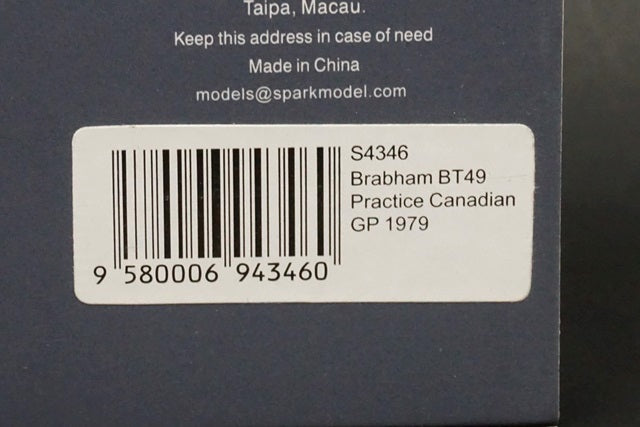 Taipa, Macau.
Keep this address in case of need
Made in China
models@sparkmodel.com
S4346
Brabham BT49
Practice Canadian
GP 1979
9 580006 943460